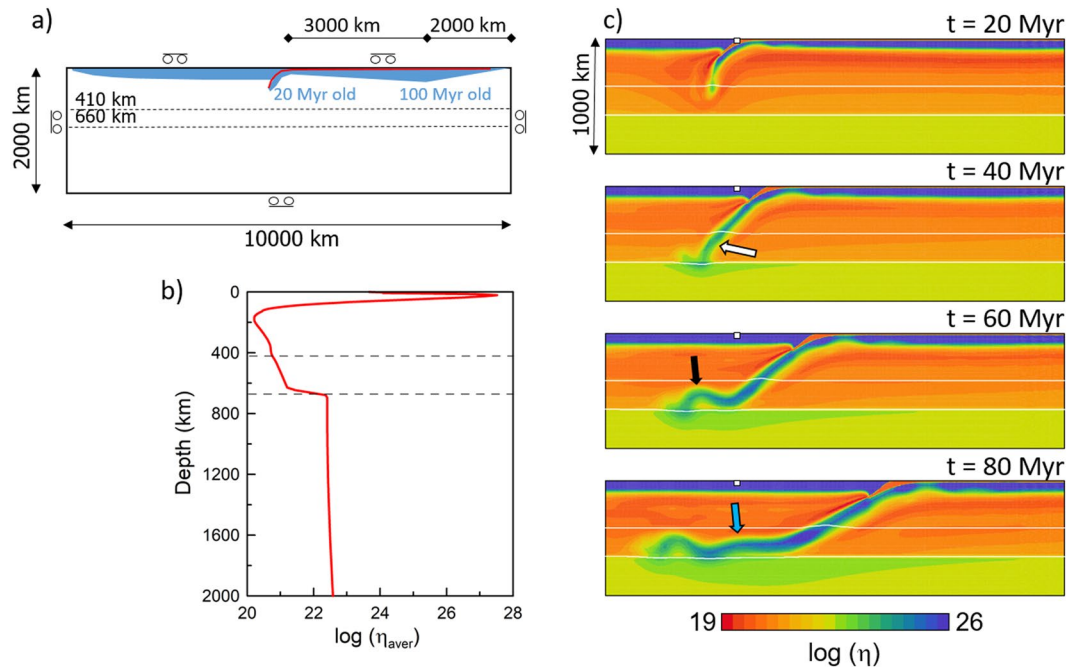 a)
3000 km
2000 km
2000 km
410 km
660 km
20 Myr old
100 Myr old
10000 km
b)
Depth (km)
0
400
800
1200
1600
2000
20
22
24
26
28
log (ηaver)
c)
1000 km
t = 20 Myr
t = 40 Myr
t = 60 Myr
t = 80 Myr
19
26
log (η)